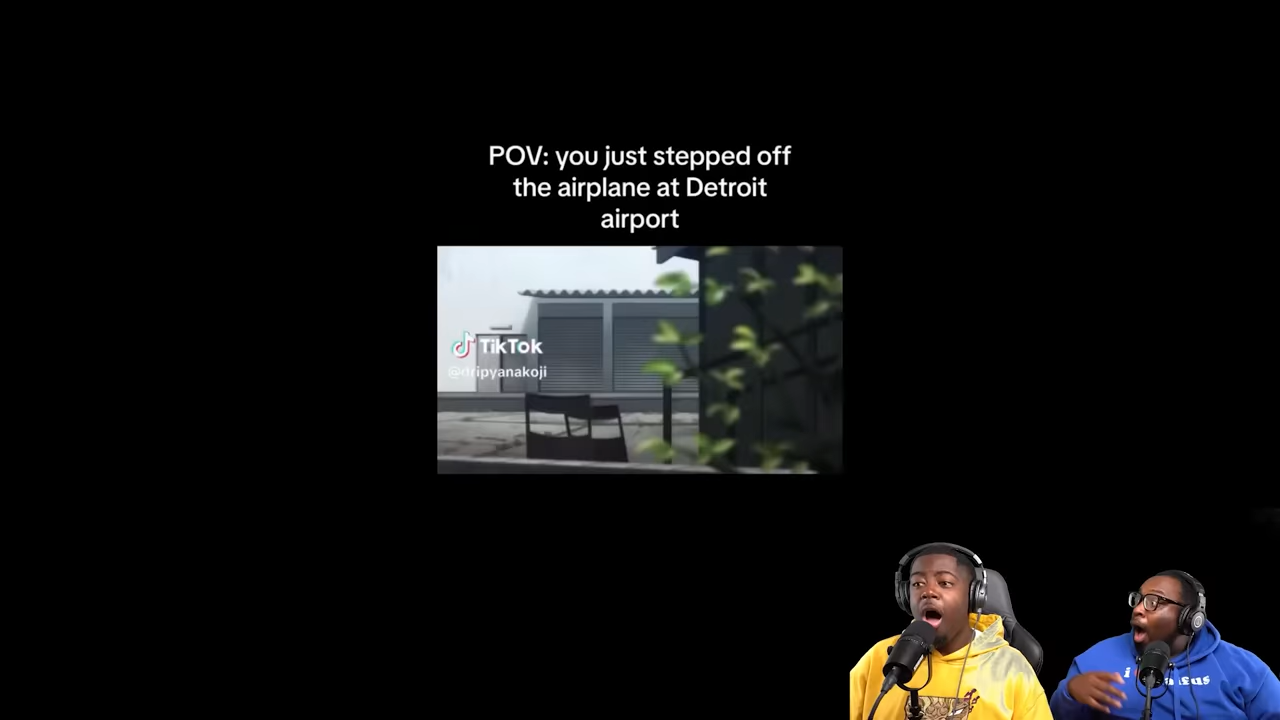 POV: you just stepped off
the airplane at Detroit
airport
TikTok
@dripyanakoji
i